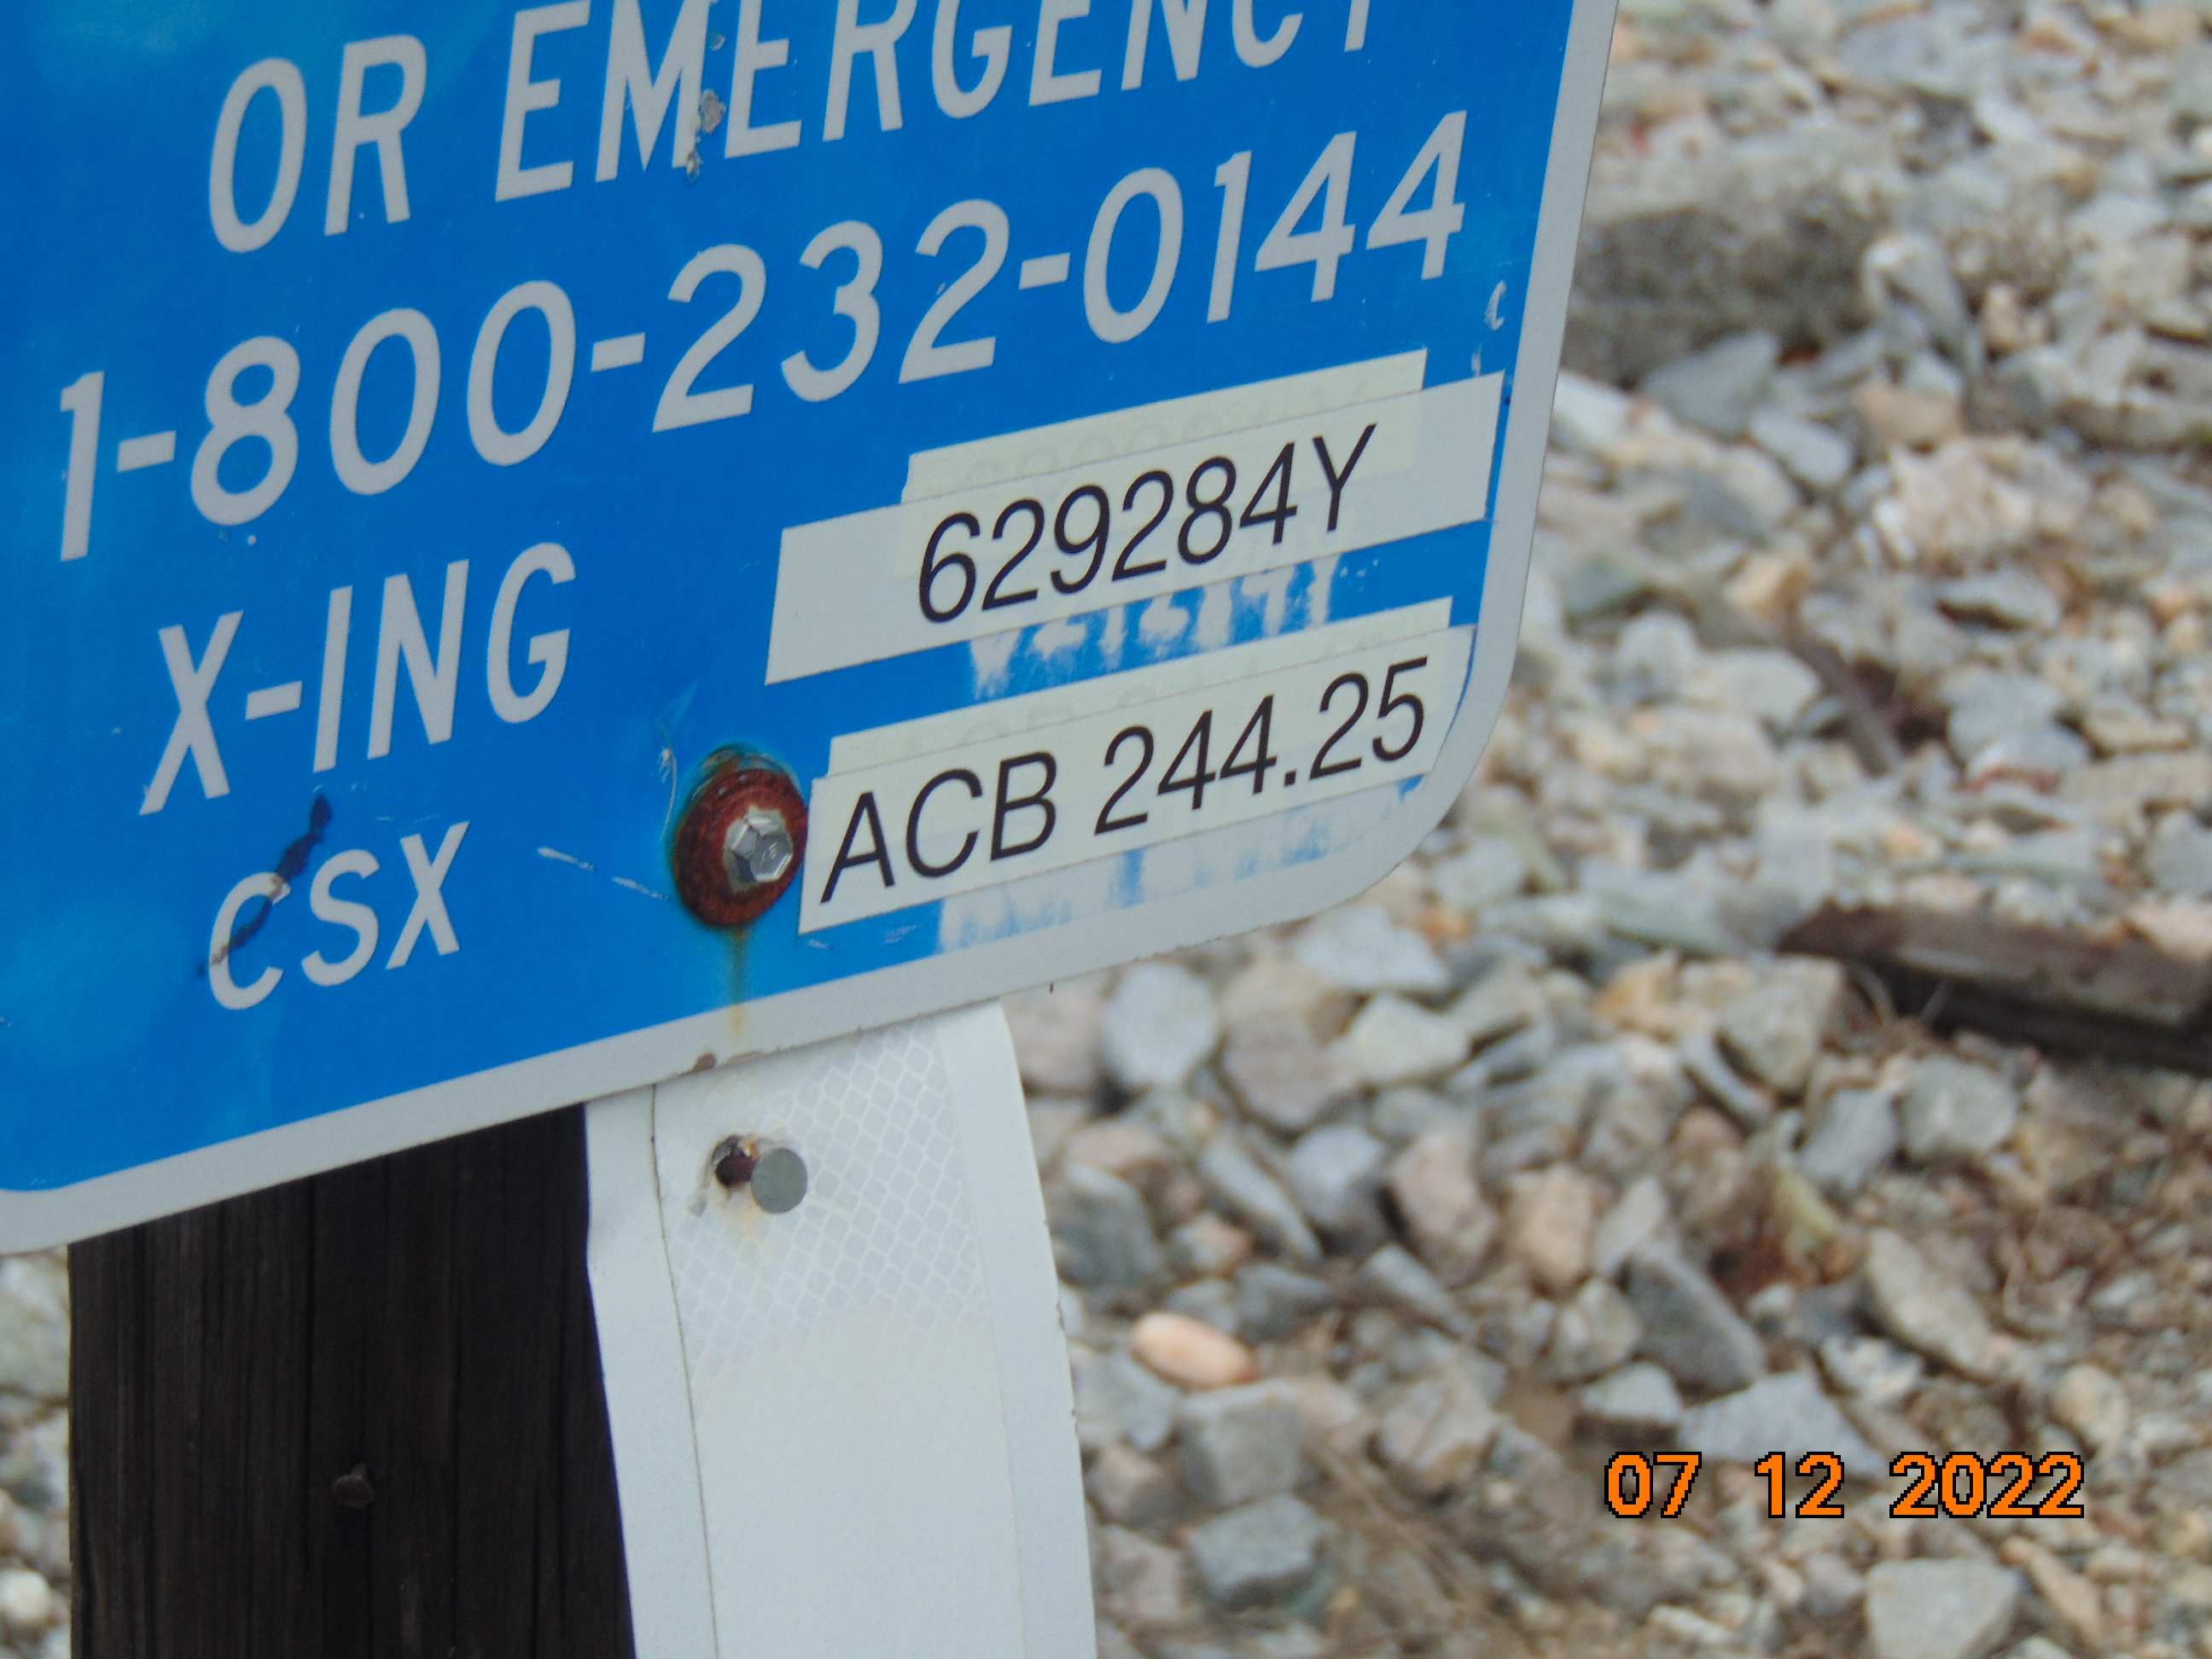 OR EMERGENCY
1-800-232-0144
X-ING 629284Y
CSX ACB 244.25
07 12 2022